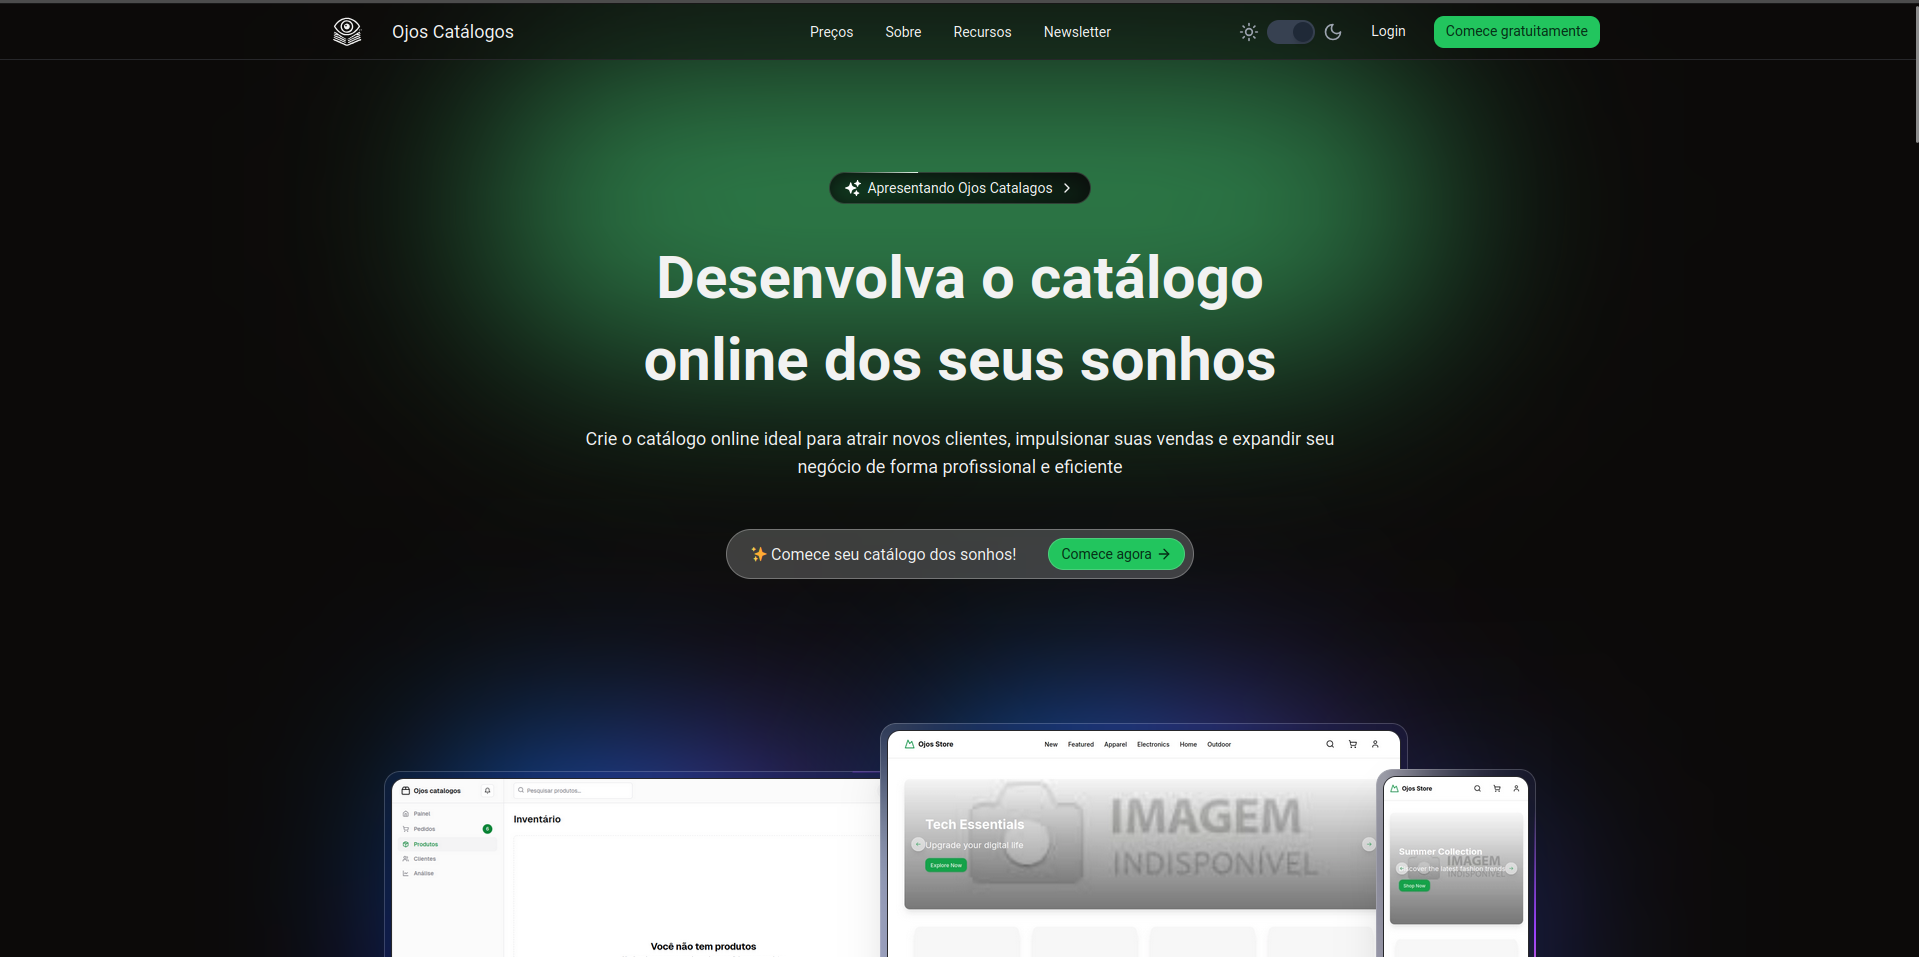 Ojos Catálogos
Preços
Sobre
Recursos
Newsletter
Login
Comece gratuitamente
Apresentando Ojos Catalagos
Desenvolva o catálogo
online dos seus sonhos
Crie o catálogo online ideal para atrair novos clientes, impulsionar suas vendas e expandir seu
negócio de forma profissional e eficiente
✨ Comece seu catálogo dos sonhos!
Comece agora →
Ojos catalogos
Painel
Pedidos
6
Produtos
Clientes
Análise
Pesquisar produtos...
Inventário
Você não tem produtos
Ojos Store
New
Featured
Apparel
Electronics
Home
Outdoor
Tech Essentials
Upgrade your digital life
Explore Now
IMAGEM
INDISPONÍVEL
Ojos Store
Summer Collection
Discover the latest fashion trends
Shop Now
IMAGEM
INDISPONÍVEL